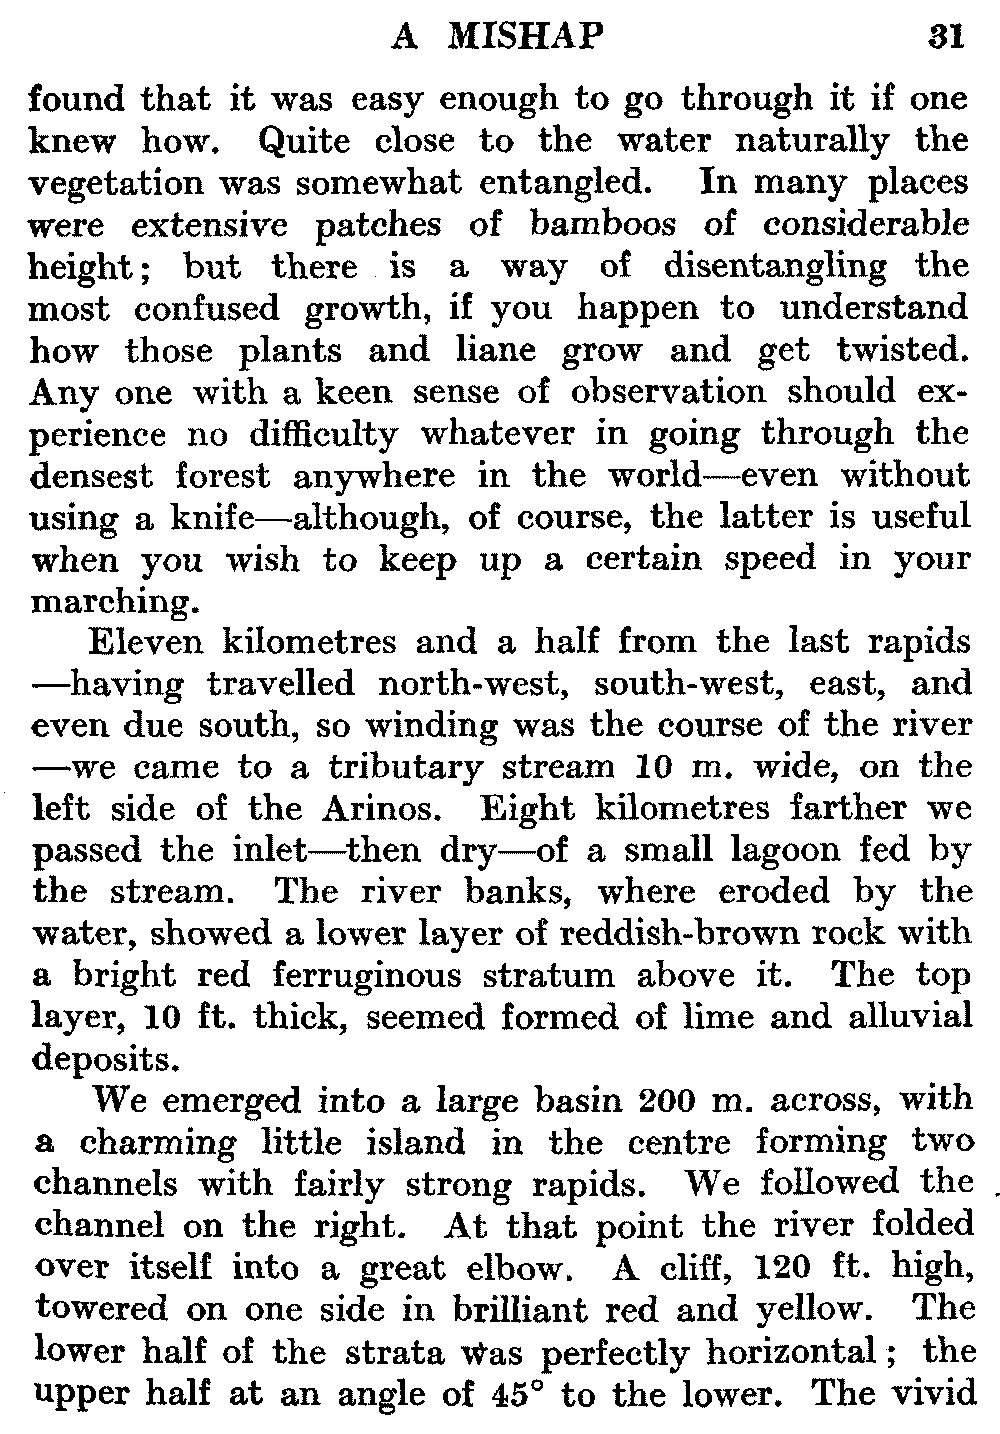 A MISHAP 31
found that it was easy enough to go through it if one
knew how. Quite close to the water naturally the
vegetation was somewhat entangled. In many places
were extensive patches of bamboos of considerable
height; but there is a way of disentangling the
most confused growth, if you happen to understand
how those plants and liane grow and get twisted.
Any one with a keen sense of observation should ex-
perience no difficulty whatever in going through the
densest forest anywhere in the world—even without
using a knife—although, of course, the latter is useful
when you wish to keep up a certain speed in your
marching.
Eleven kilometres and a half from the last rapids
—having travelled north-west, south-west, east, and
even due south, so winding was the course of the river
—we came to a tributary stream 10 m. wide, on the
left side of the Arinos. Eight kilometres farther we
passed the inlet—then dry—of a small lagoon fed by
the stream. The river banks, where eroded by the
water, showed a lower layer of reddish-brown rock with
a bright red ferruginous stratum above it. The top
layer, 10 ft. thick, seemed formed of lime and alluvial
deposits.
We emerged into a large basin 200 m. across, with
a charming little island in the centre forming two
channels with fairly strong rapids. We followed the
channel on the right. At that point the river folded
over itself into a great elbow. A cliff, 120 ft. high,
towered on one side in brilliant red and yellow. The
lower half of the strata was perfectly horizontal; the
upper half at an angle of 45° to the lower. The vivid